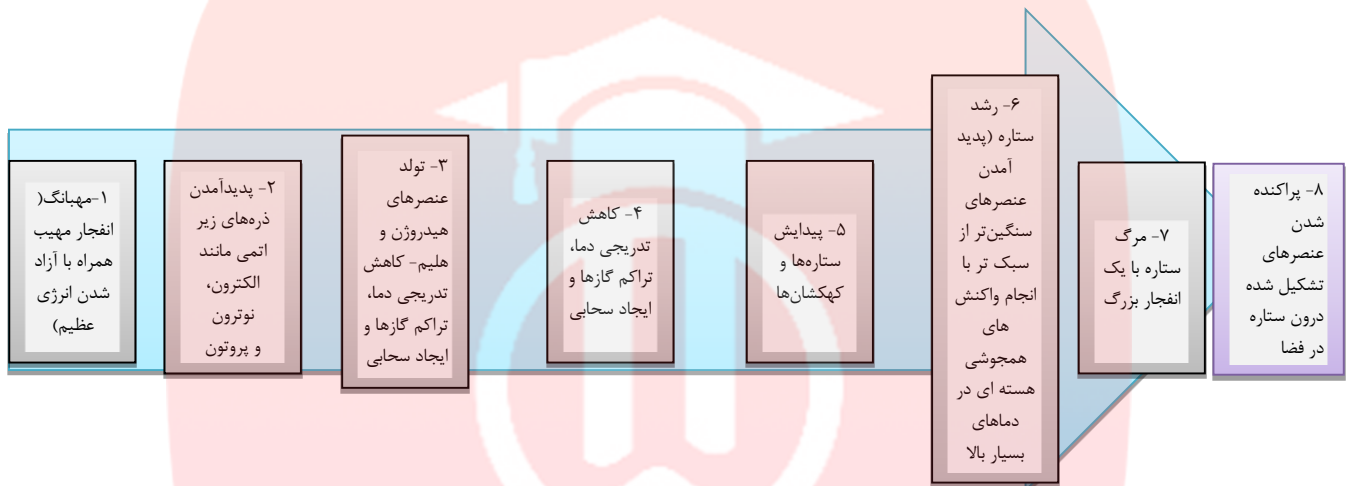 ۱-مهبانگ(
انفجار مهیب
همراه با آزاد
شدن انرژی
عظیم)
۲- پدیدآمدن
ذره‌های زیر
اتمی مانند
الکترون،
نوترون
و پروتون
۳- تولد
عنصرهای
هیدروژن و
هلیم- کاهش
تدریجی دما،
تراکم گازها و
ایجاد سحابی
۴- کاهش
تدریجی دما،
تراکم گازها و
ایجاد سحابی
۵- پیدایش
ستاره‌ها و
کهکشان‌ها
۶- رشد
ستاره (پدید
آمدن
عنصرهای
سنگین‌تر از
سبک تر با
انجام واکنش
های
همجوشی
هسته ای در
دماهای
بسیار بالا
۷- مرگ
ستاره با یک
انفجار بزرگ
۸- پراکنده
شدن
عنصرهای
تشکیل شده
درون ستاره
در فضا